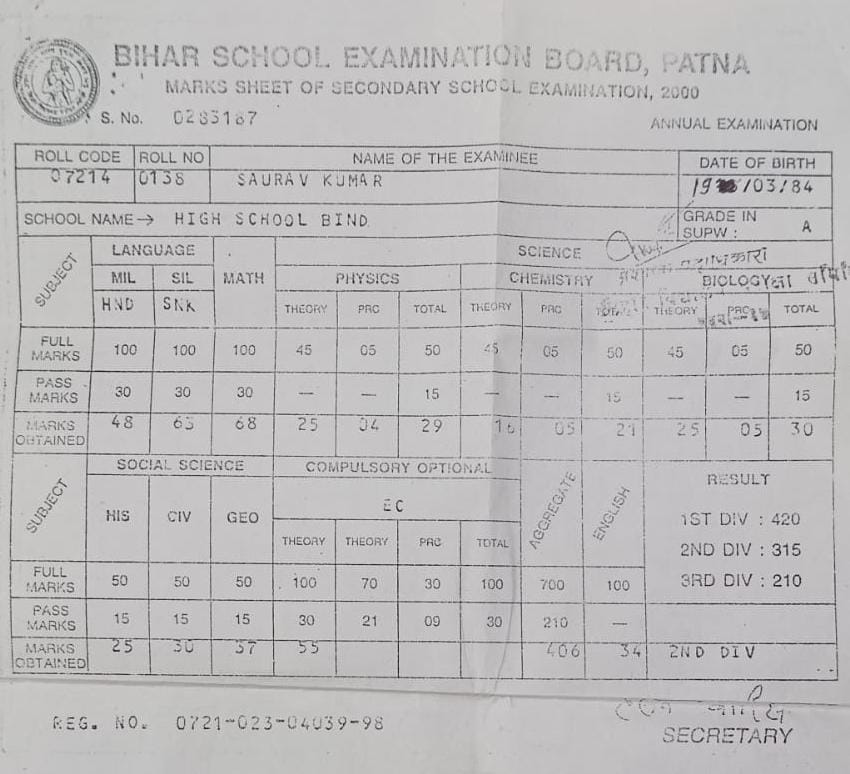 BIHAR SCHOOL EXAMINATION BOARD, PATNA
MARKS SHEET OF SECONDARY SCHOOL EXAMINATION, 2000
S. No. 0283187
ANNUAL EXAMINATION
ROLL CODE ROLL NO NAME OF THE EXAMINEE DATE OF BIRTH
07214 0138 SAURAV KUMAR /03/84
SCHOOL NAME→ HIGH SCHOOL BIND GRADE IN SUPW : A
SUBJECT LANGUAGE MATH SCIENCE
MIL SIL PHYSICS CHEMISTRY BIOLOGY
HND SNK THEORY PRC TOTAL THEORY PRC TOTAL THEORY PRC TOTAL
FULL MARKS 100 100 100 45 05 50 45 05 50 45 05 50
PASS MARKS 30 30 30 — — 15 — — 15 — — 15
MARKS OBTAINED 48 63 68 25 04 29 16 05 21 25 05 30
SUBJECT SOCIAL SCIENCE COMPULSORY OPTIONAL AGGREGATE ENGLISH RESULT
HIS CIV GEO EC 1ST DIV : 420
THEORY THEORY PRC TOTAL 2ND DIV : 315
FULL MARKS 50 50 50 100 70 30 100 700 100 3RD DIV : 210
PASS MARKS 15 15 15 30 21 09 30 210 —
MARKS OBTAINED 25 30 37 55 406 34 2ND DIV
REG. NO. 0721-023-04039-98
SECRETARY